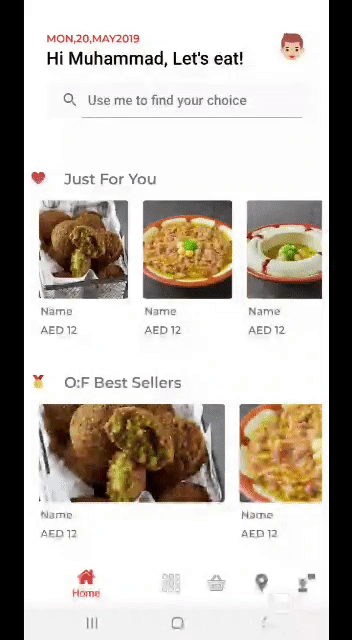 MON,20,MAY2019
Hi Muhammad, Let's eat!
Use me to find your choice
Just For You
Name
AED 12
Name
AED 12
Name
AED 12
O:F Best Sellers
Name
AED 12
Name
AED 12
Home